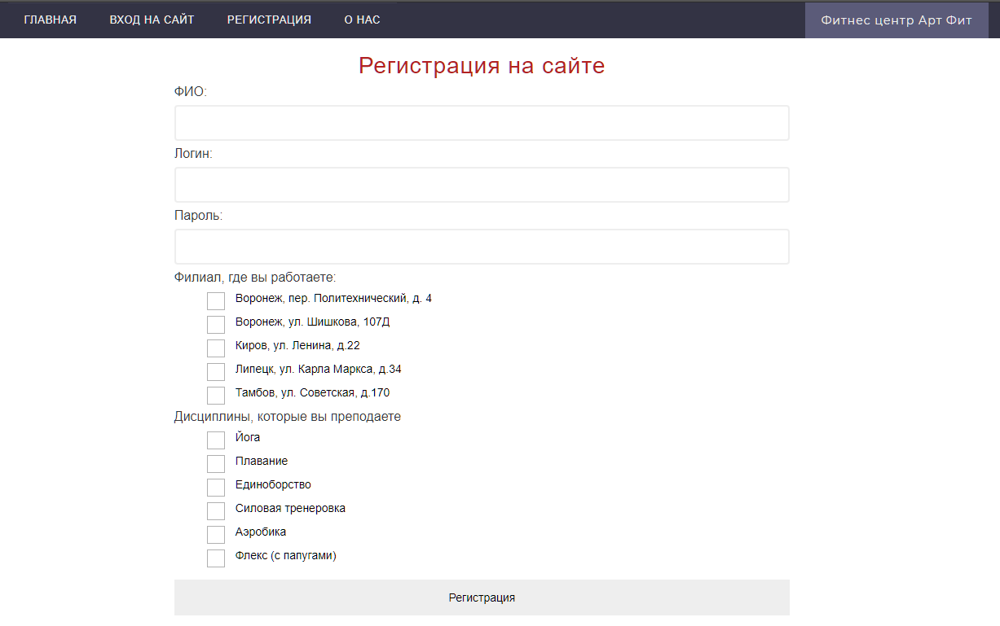 ГЛАВНАЯ ВХОД НА САЙТ РЕГИСТРАЦИЯ О НАС Фитнес центр Арт Фит
Регистрация на сайте
ФИО:
Логин:
Пароль:
Филиал, где вы работаете:
Воронеж, пер. Политехнический, д. 4
Воронеж, ул. Шишкова, 107Д
Киров, ул. Ленина, д.22
Липецк, ул. Карла Маркса, д.34
Тамбов, ул. Советская, д.170
Дисциплины, которые вы преподаете
Йога
Плавание
Единоборство
Силовая тренеровка
Аэробика
Флекс (с папугами)
Регистрация